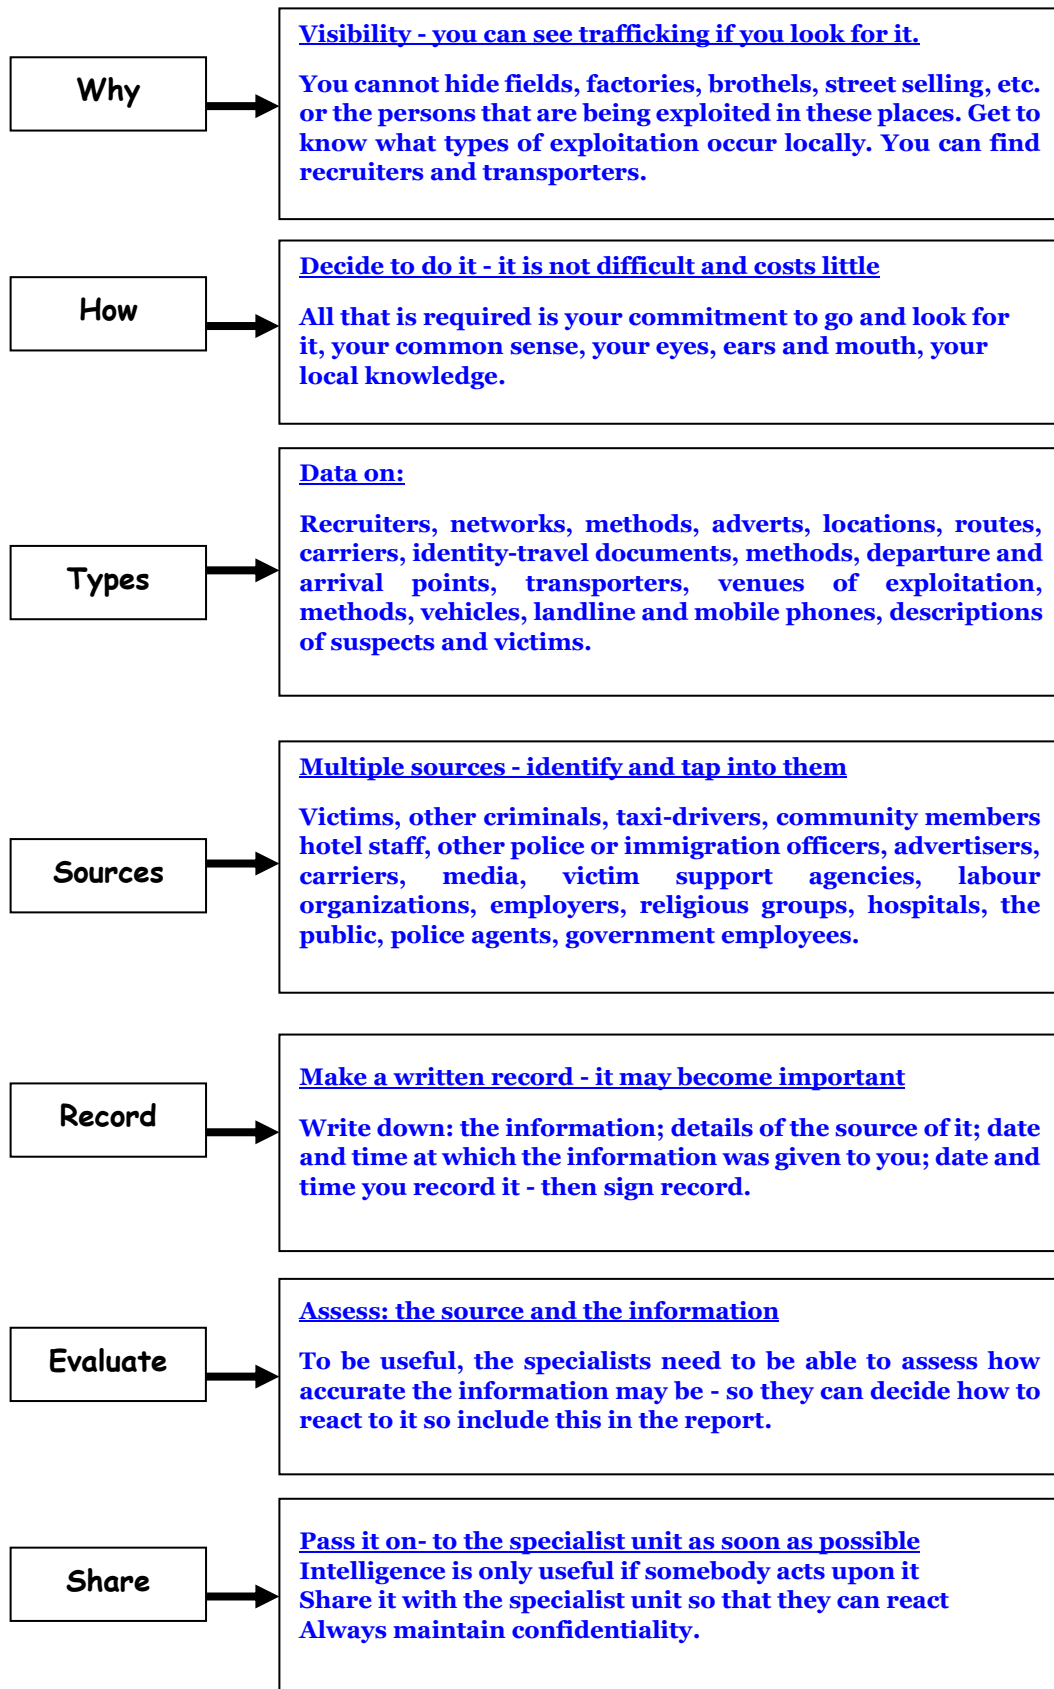 Why
Visibility - you can see trafficking if you look for it.
You cannot hide fields, factories, brothels, street selling, etc.
or the persons that are being exploited in these places. Get to
know what types of exploitation occur locally. You can find
recruiters and transporters.
How
Decide to do it - it is not difficult and costs little
All that is required is your commitment to go and look for
it, your common sense, your eyes, ears and mouth, your
local knowledge.
Types
Data on:
Recruiters, networks, methods, adverts, locations, routes,
carriers, identity-travel documents, methods, departure and
arrival points, transporters, venues of exploitation,
methods, vehicles, landline and mobile phones, descriptions
of suspects and victims.
Sources
Multiple sources - identify and tap into them
Victims, other criminals, taxi-drivers, community members
hotel staff, other police or immigration officers, advertisers,
carriers, media, victim support agencies, labour
organizations, employers, religious groups, hospitals, the
public, police agents, government employees.
Record
Make a written record - it may become important
Write down: the information; details of the source of it; date
and time at which the information was given to you; date and
time you record it - then sign record.
Evaluate
Assess: the source and the information
To be useful, the specialists need to be able to assess how
accurate the information may be - so they can decide how to
react to it so include this in the report.
Share
Pass it on- to the specialist unit as soon as possible
Intelligence is only useful if somebody acts upon it
Share it with the specialist unit so that they can react
Always maintain confidentiality.